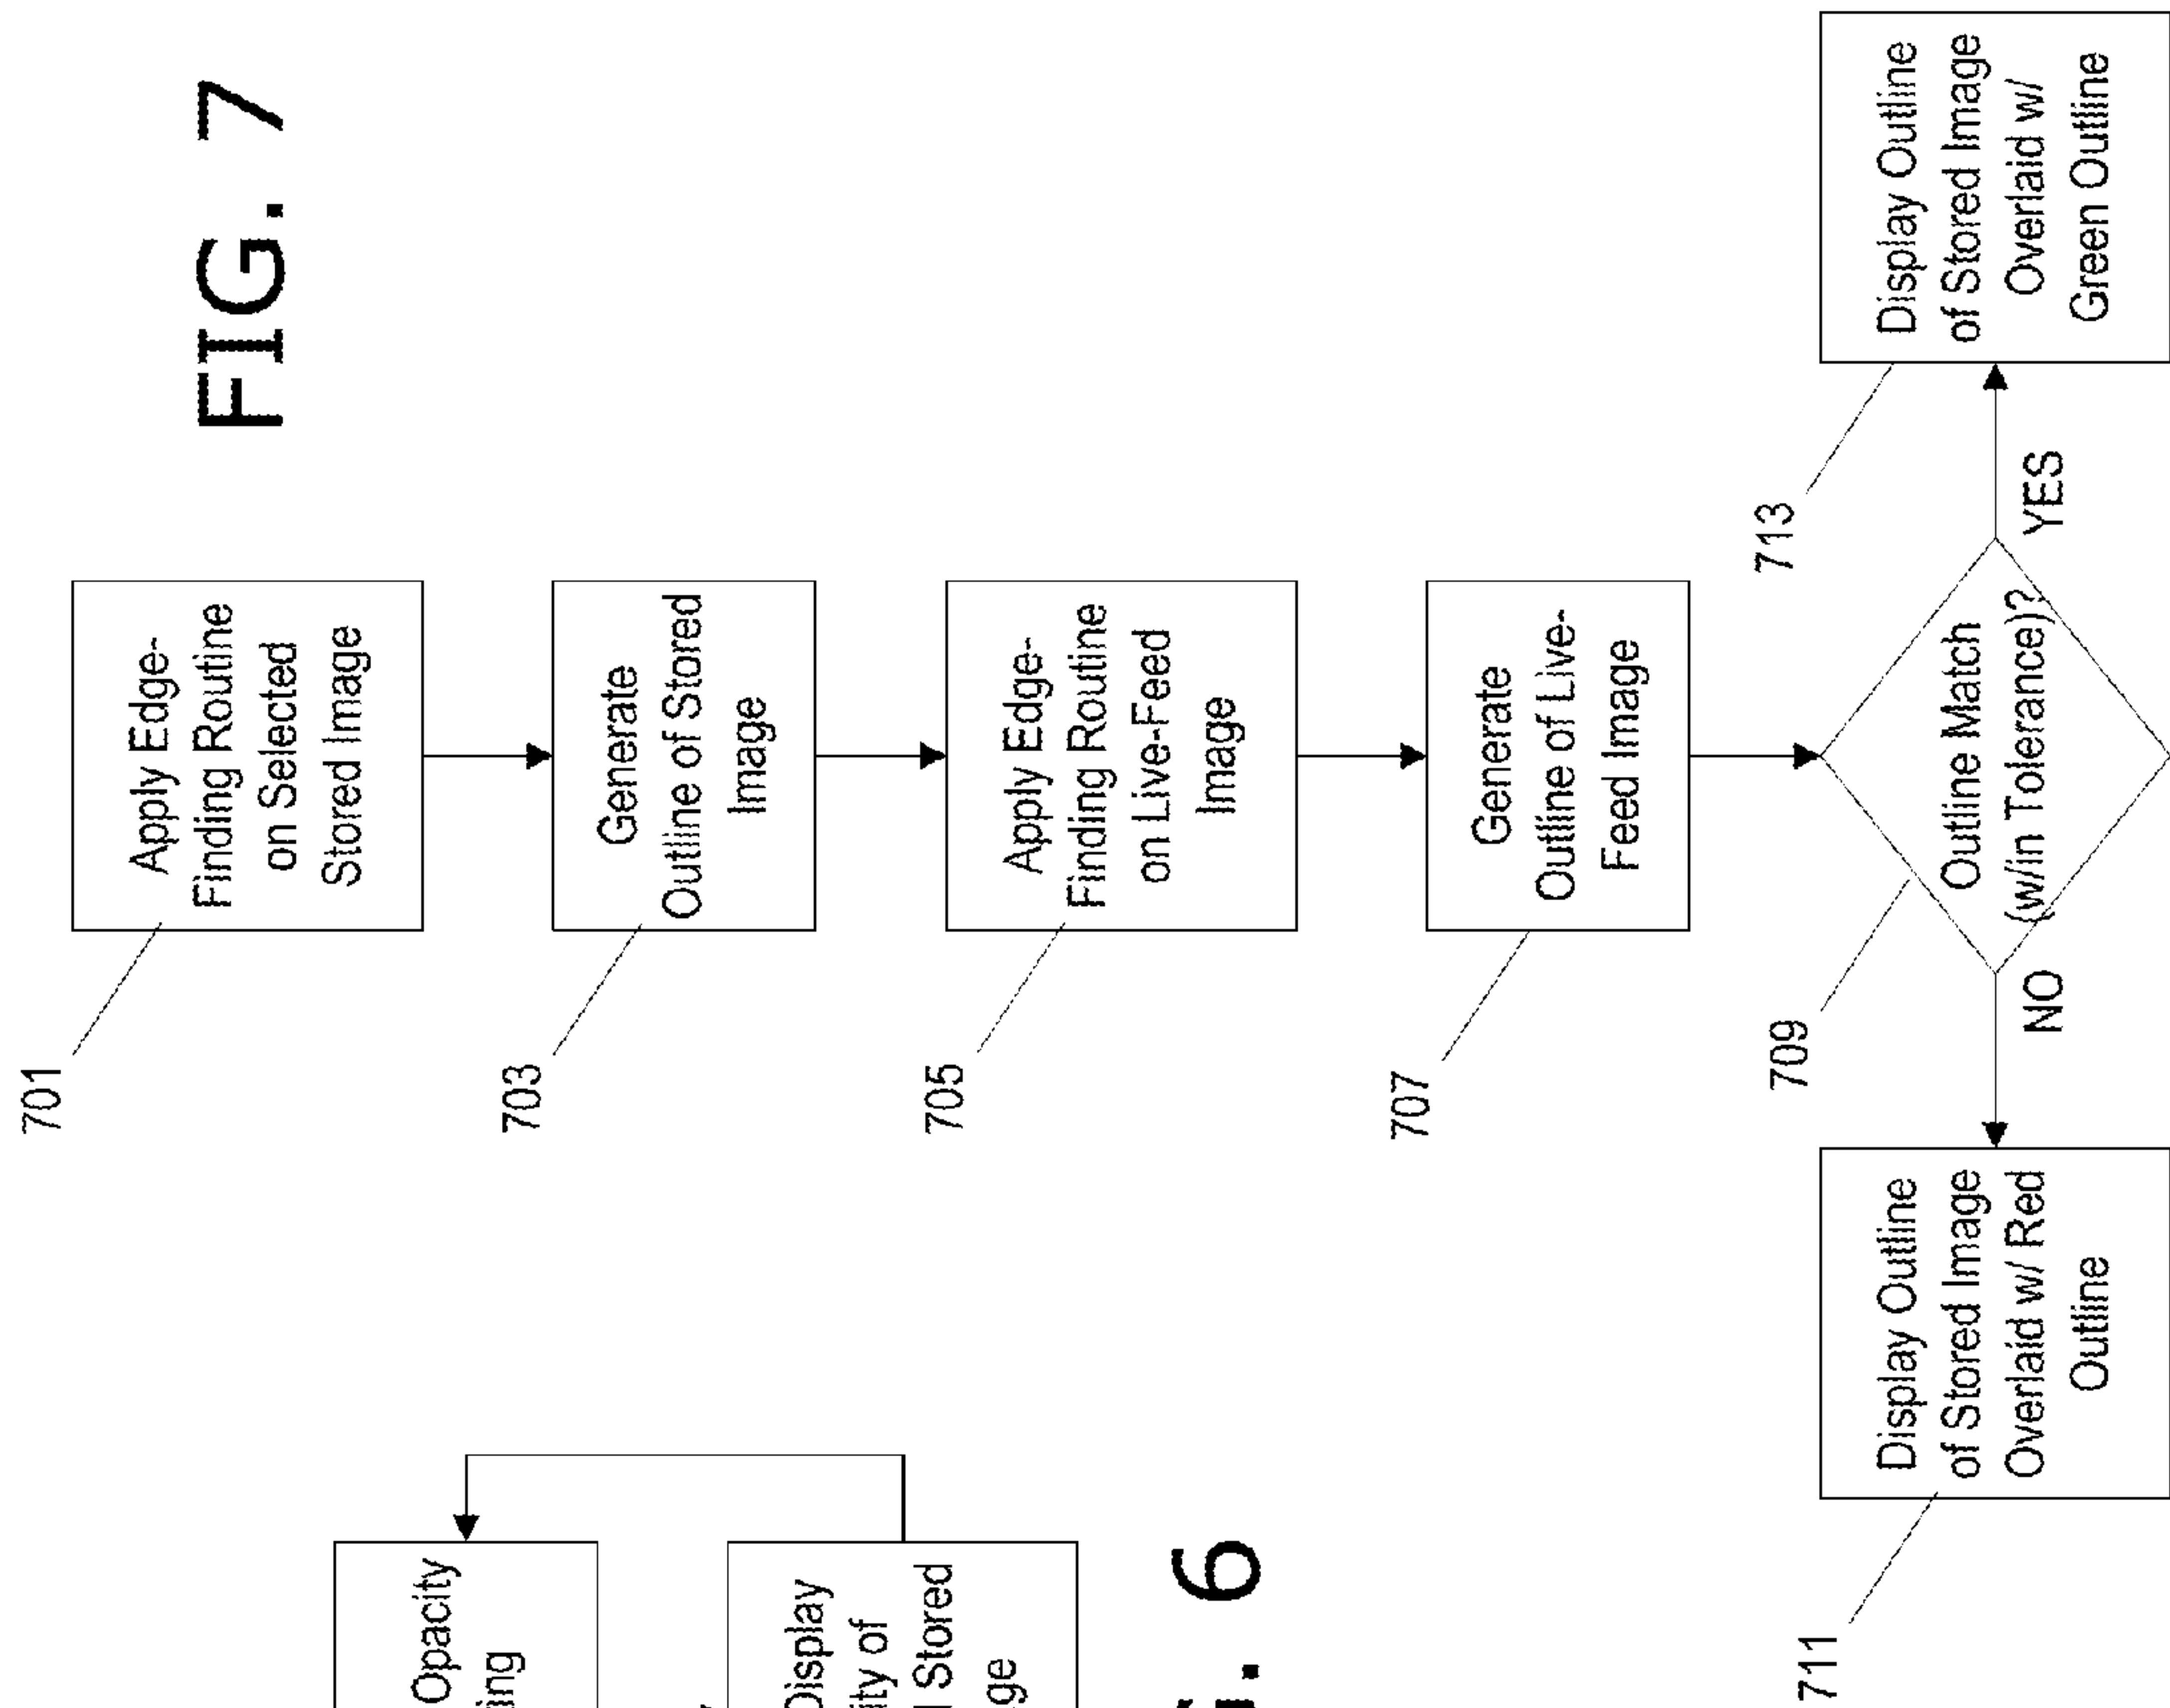 FIG. 7
701
Apply Edge-
Finding Routine
on Selected
Stored Image
703
Generate
Outline of Stored
Image
705
Apply Edge-
Finding Routine
on Live-Feed
Image
707
Generate
Outline of Live-
Feed Image
709
Outline Match
(w/in Tolerance)?
NO
YES
711
Display Outline
of Stored Image
Overlaid w/ Red
Outline
713
Display Outline
of Stored Image
Overlaid w/
Green Outline
Opacity
Display
of
Stored
6